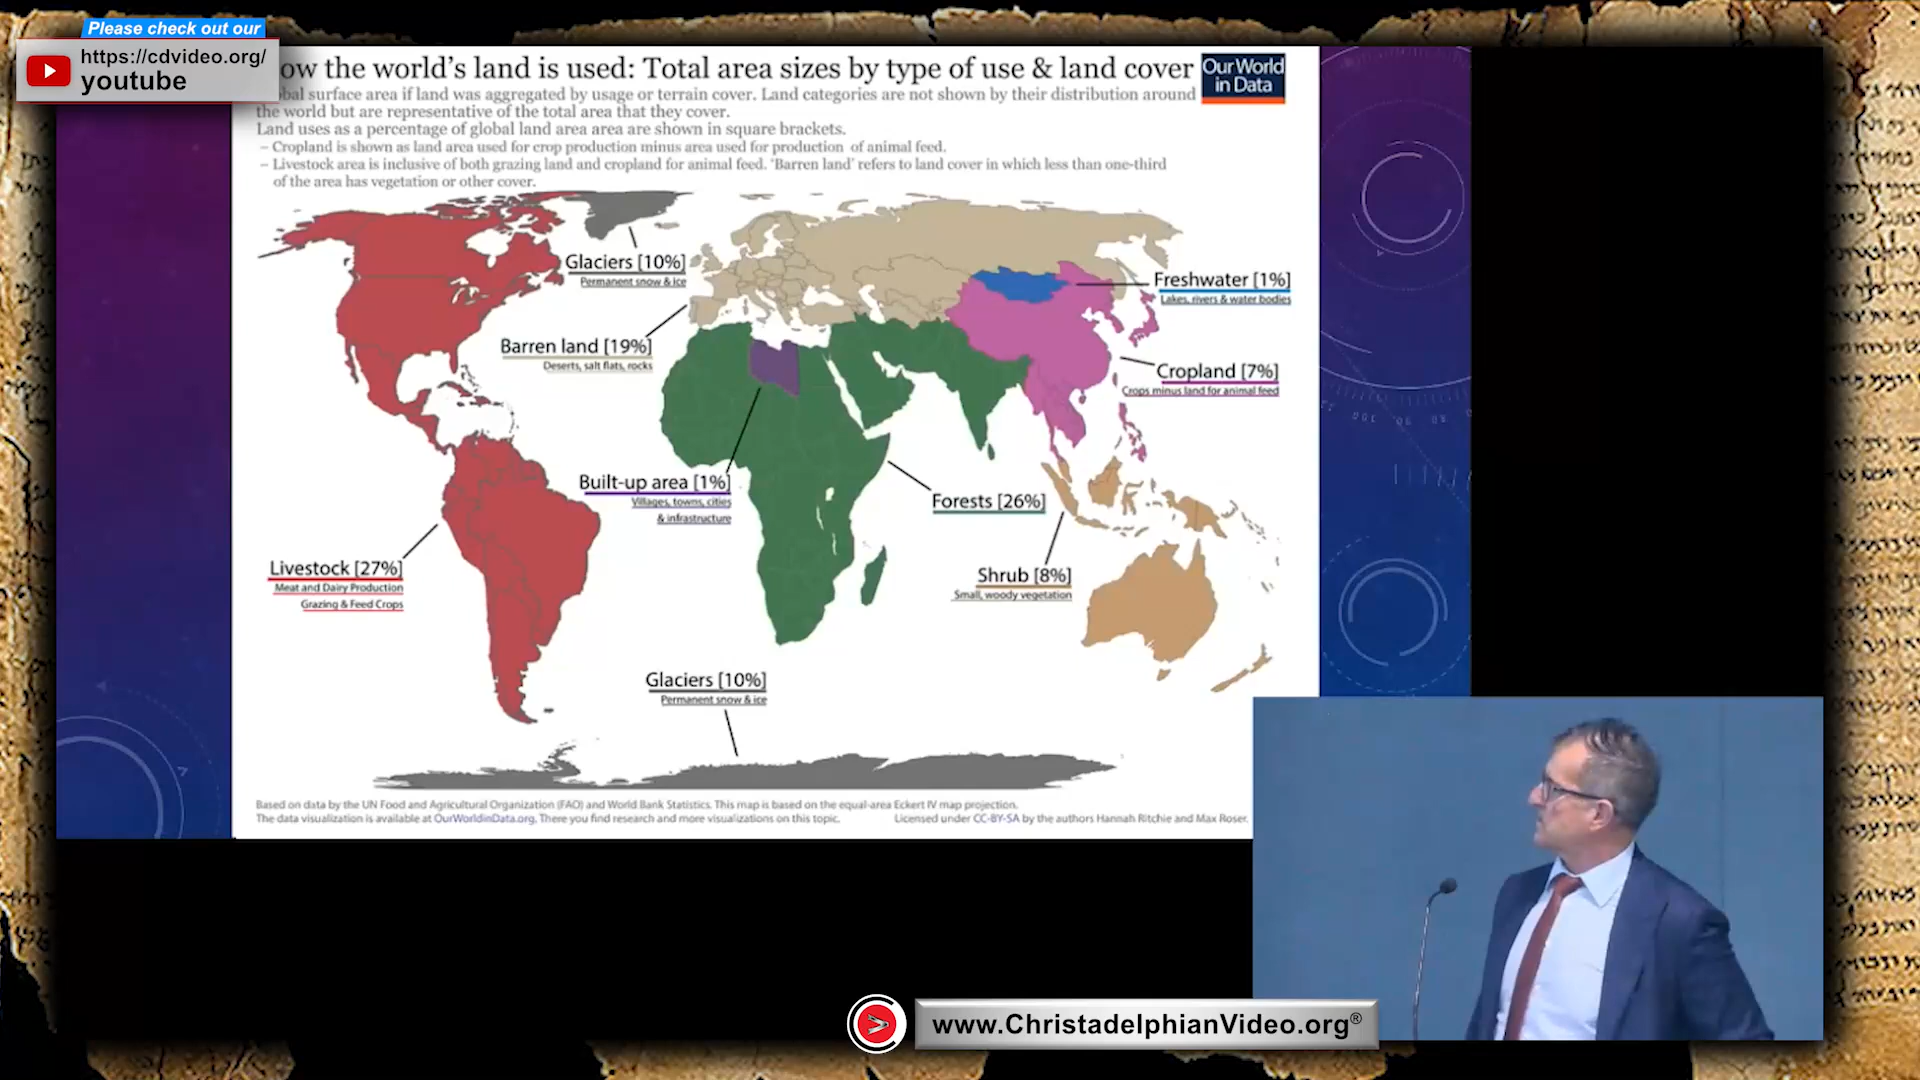 Please check out our
https://cdvideo.org/
youtube
ow the world's land is used: Total area sizes by type of use & land cover
Our World
in Data
bal surface area if land was aggregated by usage or terrain cover. Land categories are not shown by their distribution around
the world but are representative of the total area that they cover.
Land uses as a percentage of global land area area are shown in square brackets.
– Cropland is shown as land area used for crop production minus area used for production of animal feed.
– Livestock area is inclusive of both grazing land and cropland for animal feed. 'Barren land' refers to land cover in which less than one-third
of the area has vegetation or other cover.
Glaciers [10%]
Permanent snow & ice
Freshwater [1%]
Lakes, rivers & water bodies
Barren land [19%]
Deserts, salt flats, rocks
Cropland [7%]
Crops minus land for animal feed
Built-up area [1%]
Villages, towns, cities
& infrastructure
Forests [26%]
Livestock [27%]
Meat and Dairy Production
Grazing & Feed Crops
Shrub [8%]
Small, woody vegetation
Glaciers [10%]
Permanent snow & ice
Based on data by the UN Food and Agricultural Organization (FAO) and World Bank Statistics. This map is based on the equal-area Eckert IV map projection.
The data visualization is available at OurWorldinData.org. There you find research and more visualizations on this topic.
Licensed under CC-BY-SA by the authors Hannah Ritchie and Max Roser.
www.ChristadelphianVideo.org®